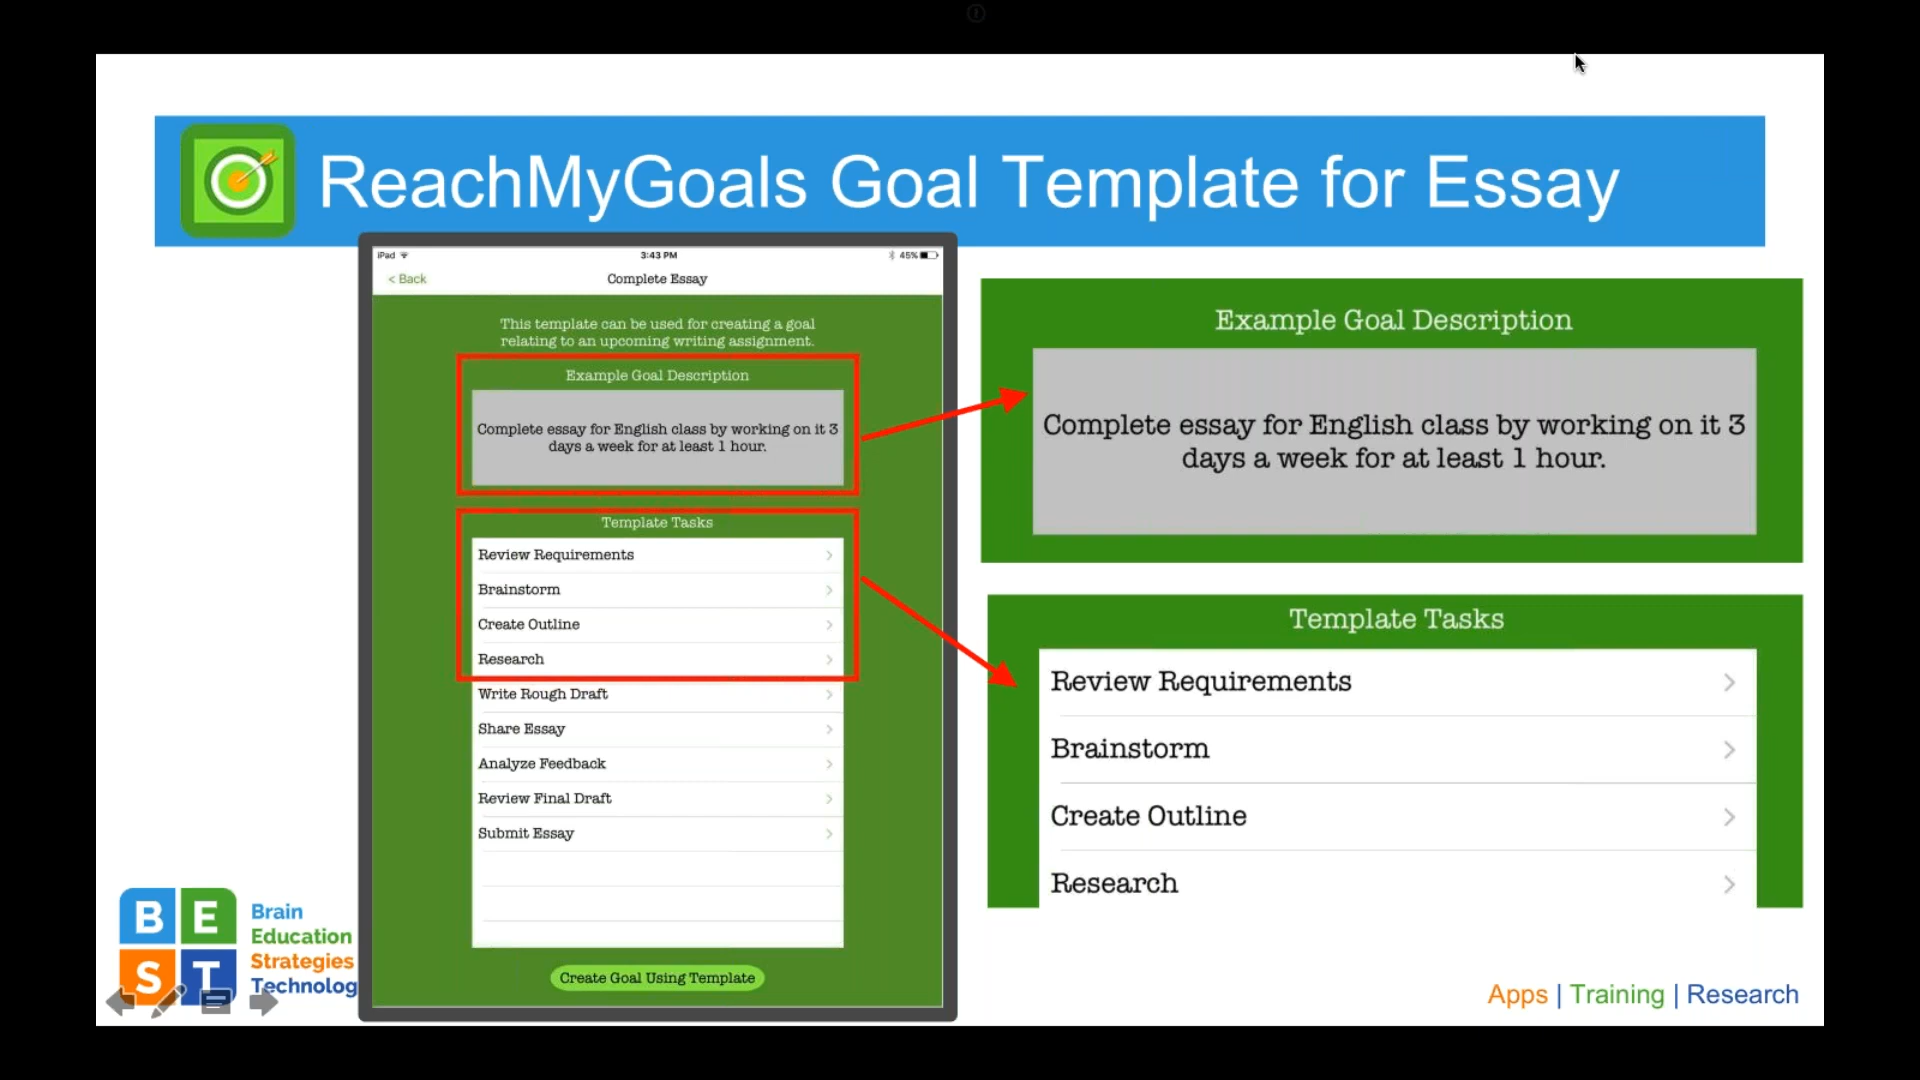 ReachMyGoals Goal Template for Essay
iPad
3:43 PM
45%
< Back
Complete Essay
This template can be used for creating a goal
relating to an upcoming writing assignment.
Example Goal Description
Complete essay for English class by working on it 3
days a week for at least 1 hour.
Template Tasks
Review Requirements
Brainstorm
Create Outline
Research
Write Rough Draft
Share Essay
Analyze Feedback
Review Final Draft
Submit Essay
Create Goal Using Template
Example Goal Description
Complete essay for English class by working on it 3
days a week for at least 1 hour.
Template Tasks
Review Requirements
Brainstorm
Create Outline
Research
BE
ST
Brain
Education
Strategies
Technolog
Apps | Training | Research